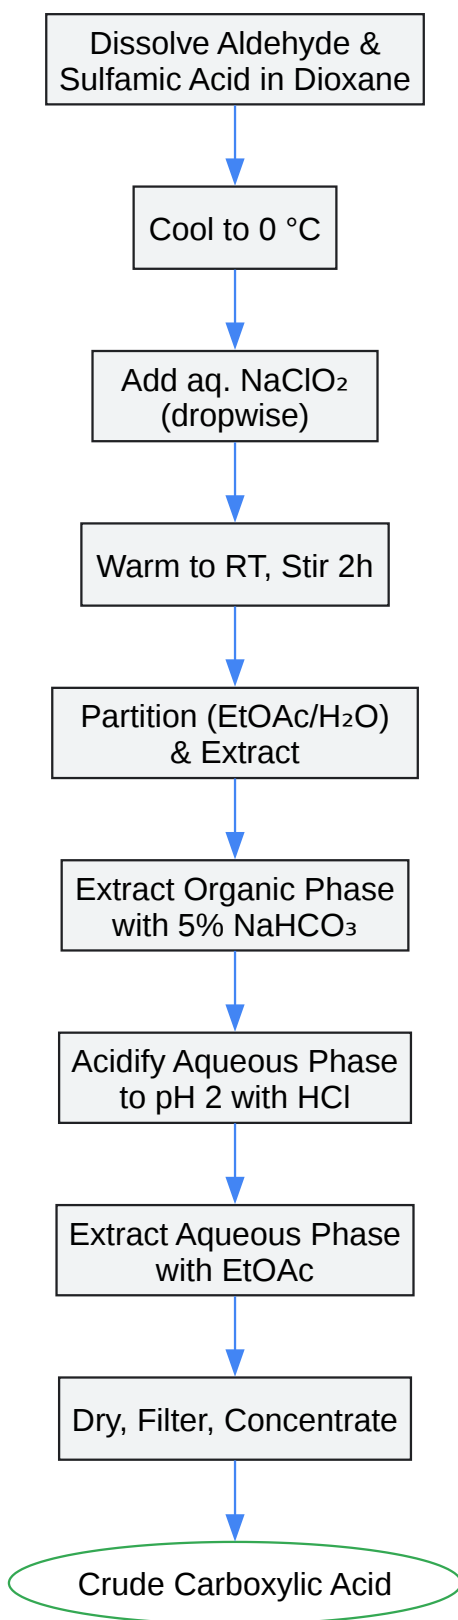 Dissolve Aldehyde &
Sulfamic Acid in Dioxane
Cool to 0 °C
Add aq. NaClO₂
(dropwise)
Warm to RT, Stir 2h
Partition (EtOAc/H₂O)
& Extract
Extract Organic Phase
with 5% NaHCO₃
Acidify Aqueous Phase
to pH 2 with HCl
Extract Aqueous Phase
with EtOAc
Dry, Filter, Concentrate
Crude Carboxylic Acid